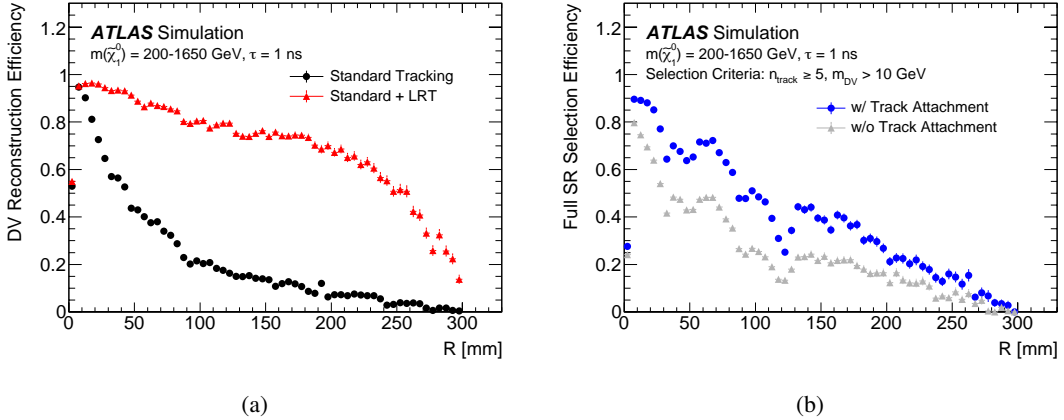 DV Reconstruction Efficiency
1.2
1
0.8
0.6
0.4
0.2
0
ATLAS Simulation
m(χ̃⁰₁) = 200-1650 GeV, τ = 1 ns
Standard Tracking
Standard + LRT
0 50 100 150 200 250 300
R [mm]
(a)
Full SR Selection Efficiency
1.2
1
0.8
0.6
0.4
0.2
0
ATLAS Simulation
m(χ̃⁰₁) = 200-1650 GeV, τ = 1 ns
Selection Criteria: n_track ≥ 5, m_DV > 10 GeV
w/ Track Attachment
w/o Track Attachment
0 50 100 150 200 250 300
R [mm]
(b)